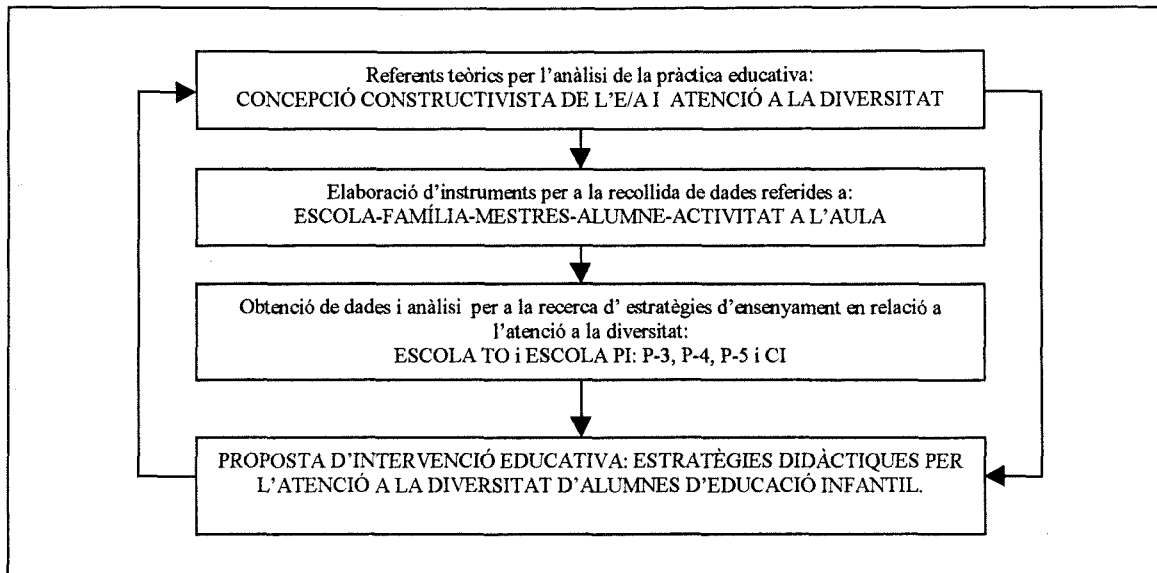 Referents teòrics per l'anàlisi de la pràctica educativa:
CONCEPCIÓ CONSTRUCTIVISTA DE L'E/A I ATENCIÓ A LA DIVERSITAT
Elaboració d'instruments per a la recollida de dades referides a:
ESCOLA-FAMÍLIA-MESTRES-ALUMNE-ACTIVITAT A L'AULA
Obtenció de dades i anàlisi per a la recerca d' estratègies d'ensenyament en relació a
l'atenció a la diversitat:
ESCOLA TO i ESCOLA PI: P-3, P-4, P-5 i CI
PROPOSTA D'INTERVENCIÓ EDUCATIVA: ESTRATÈGIES DIDÀCTIQUES PER
L'ATENCIÓ A LA DIVERSITAT D'ALUMNES D'EDUCACIÓ INFANTIL.